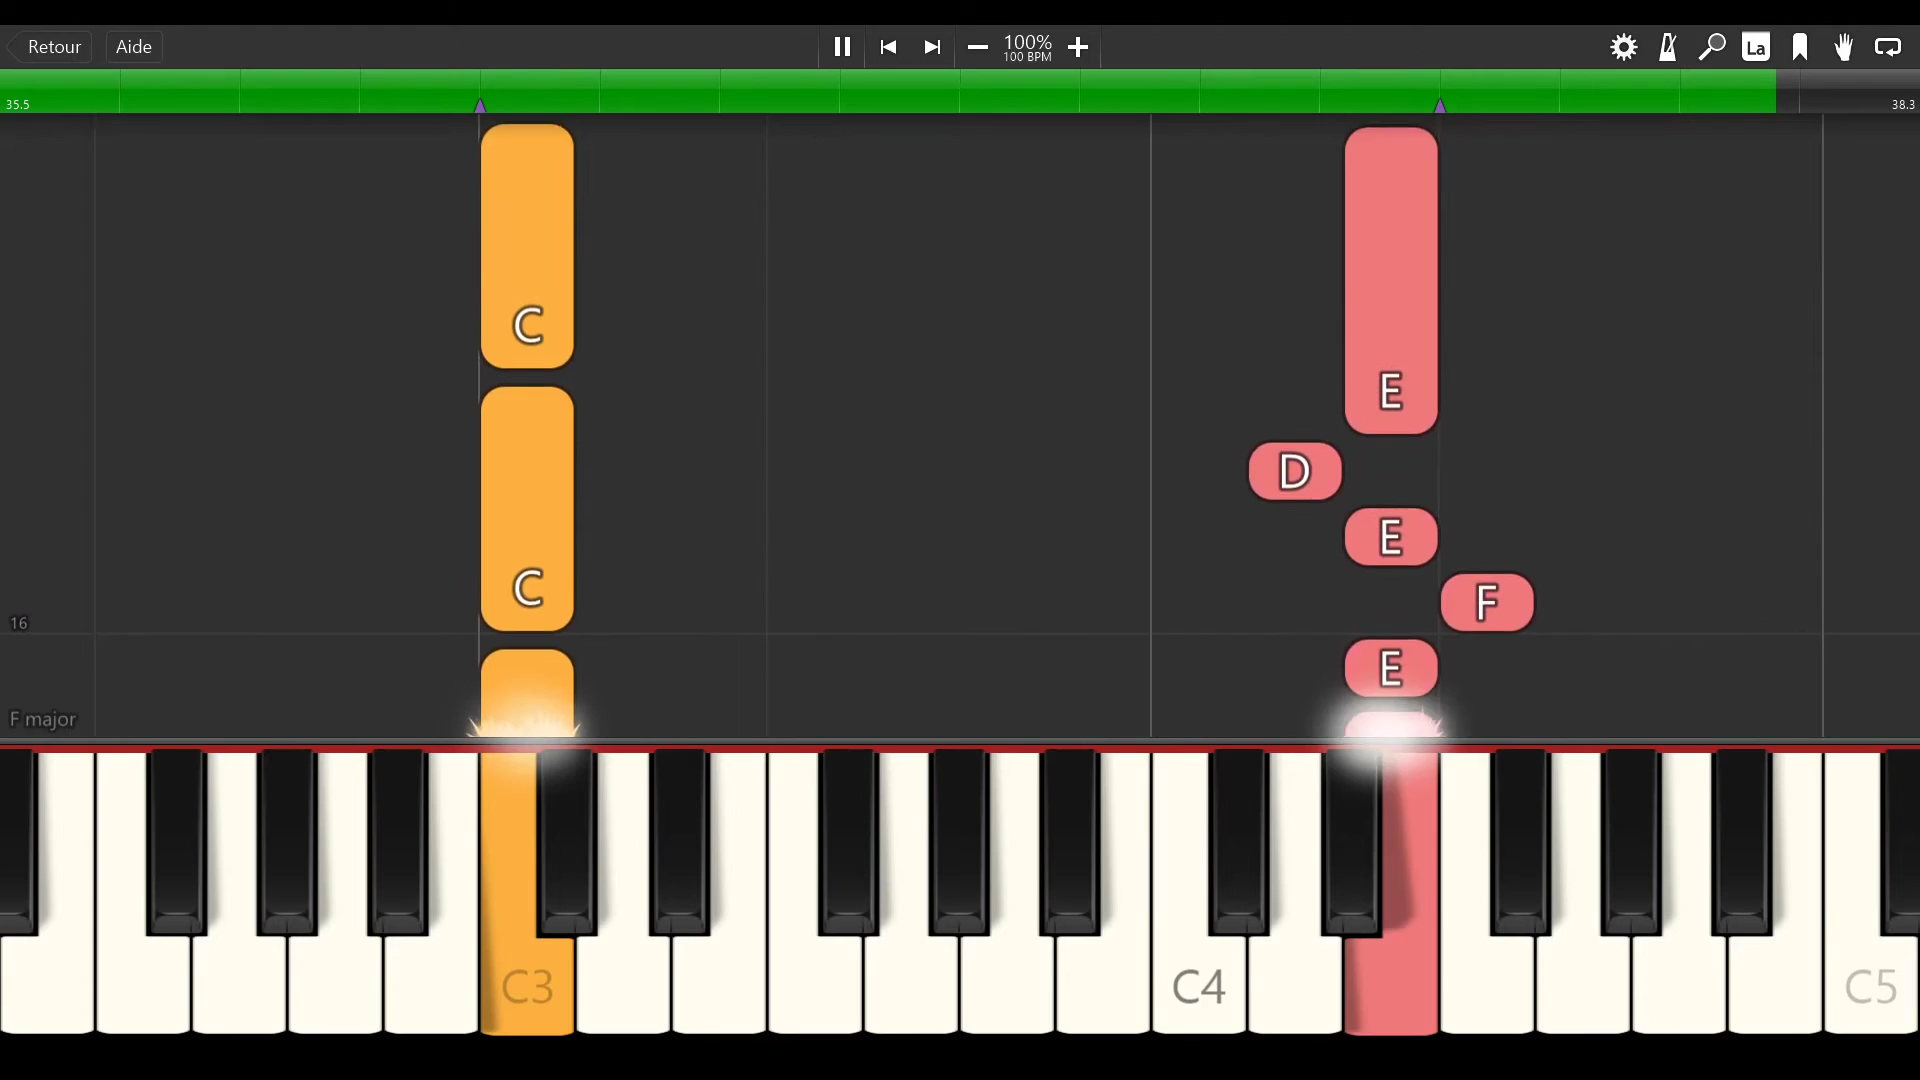 Retour
Aide
100%
100 BPM
La
35.5
38.3
C
E
D
E
C
F
16
E
F major
C3
C4
C5